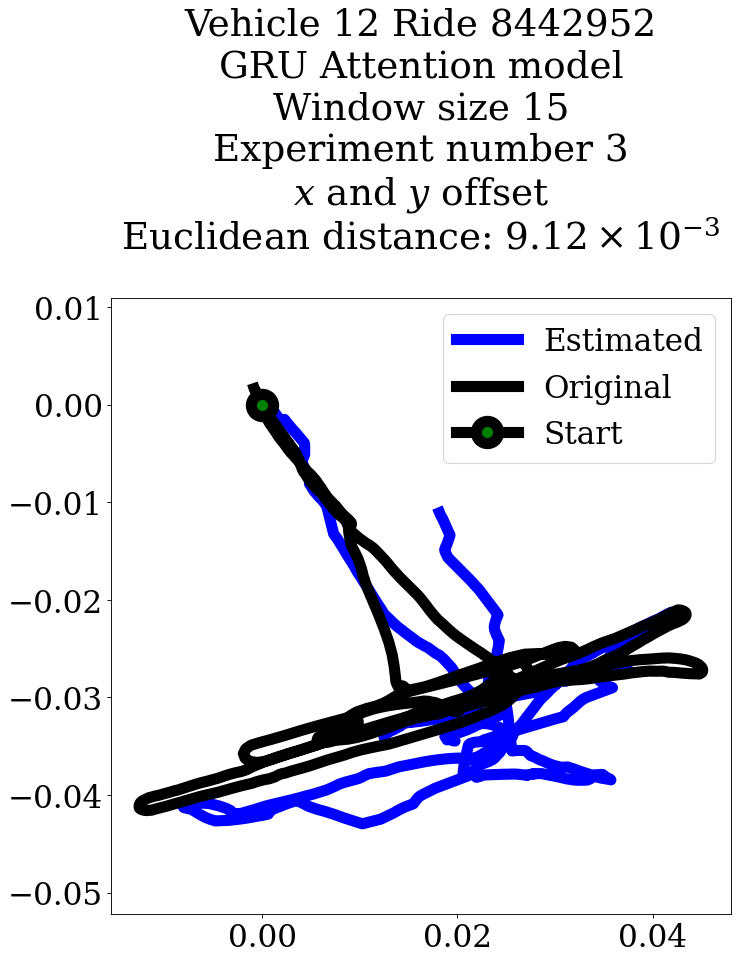 Vehicle 12 Ride 8442952
GRU Attention model
Window size 15
Experiment number 3
x and y offset
Euclidean distance: 9.12 × 10⁻³
0.01
0.00
−0.01
−0.02
−0.03
−0.04
−0.05
Estimated
Original
Start
0.00 0.02 0.04